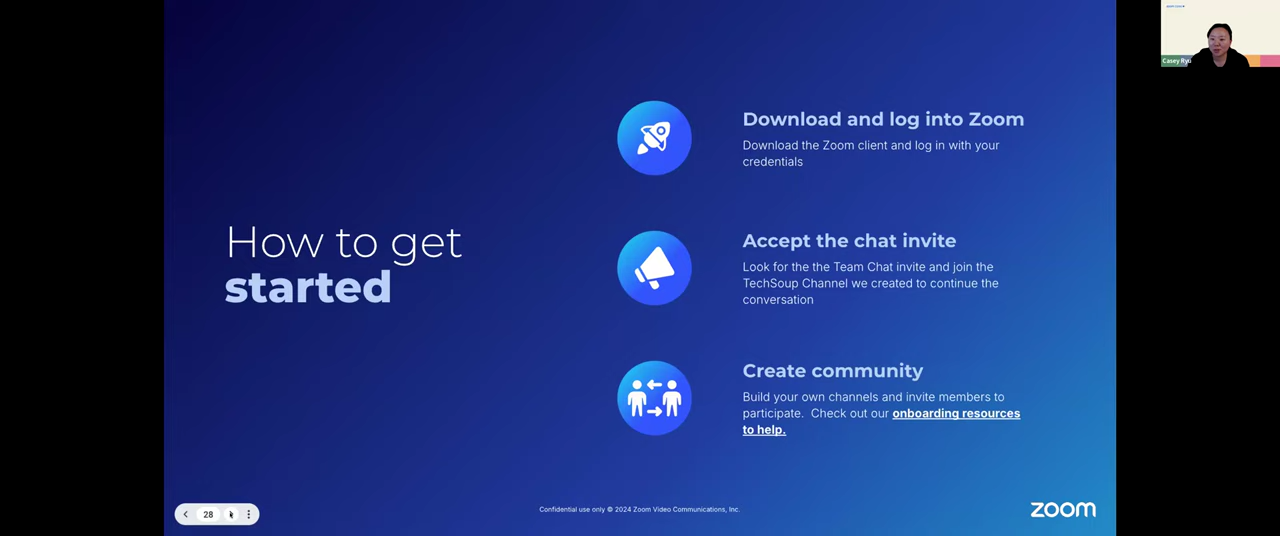 Casey Ryu
Download and log into Zoom
Download the Zoom client and log in with your
credentials
How to get
started
Accept the chat invite
Look for the the Team Chat invite and join the
TechSoup Channel we created to continue the
conversation
Create community
Build your own channels and invite members to
participate.  Check out our onboarding resources
to help.
28
Confidential use only © 2024 Zoom Video Communications, Inc.
zoom